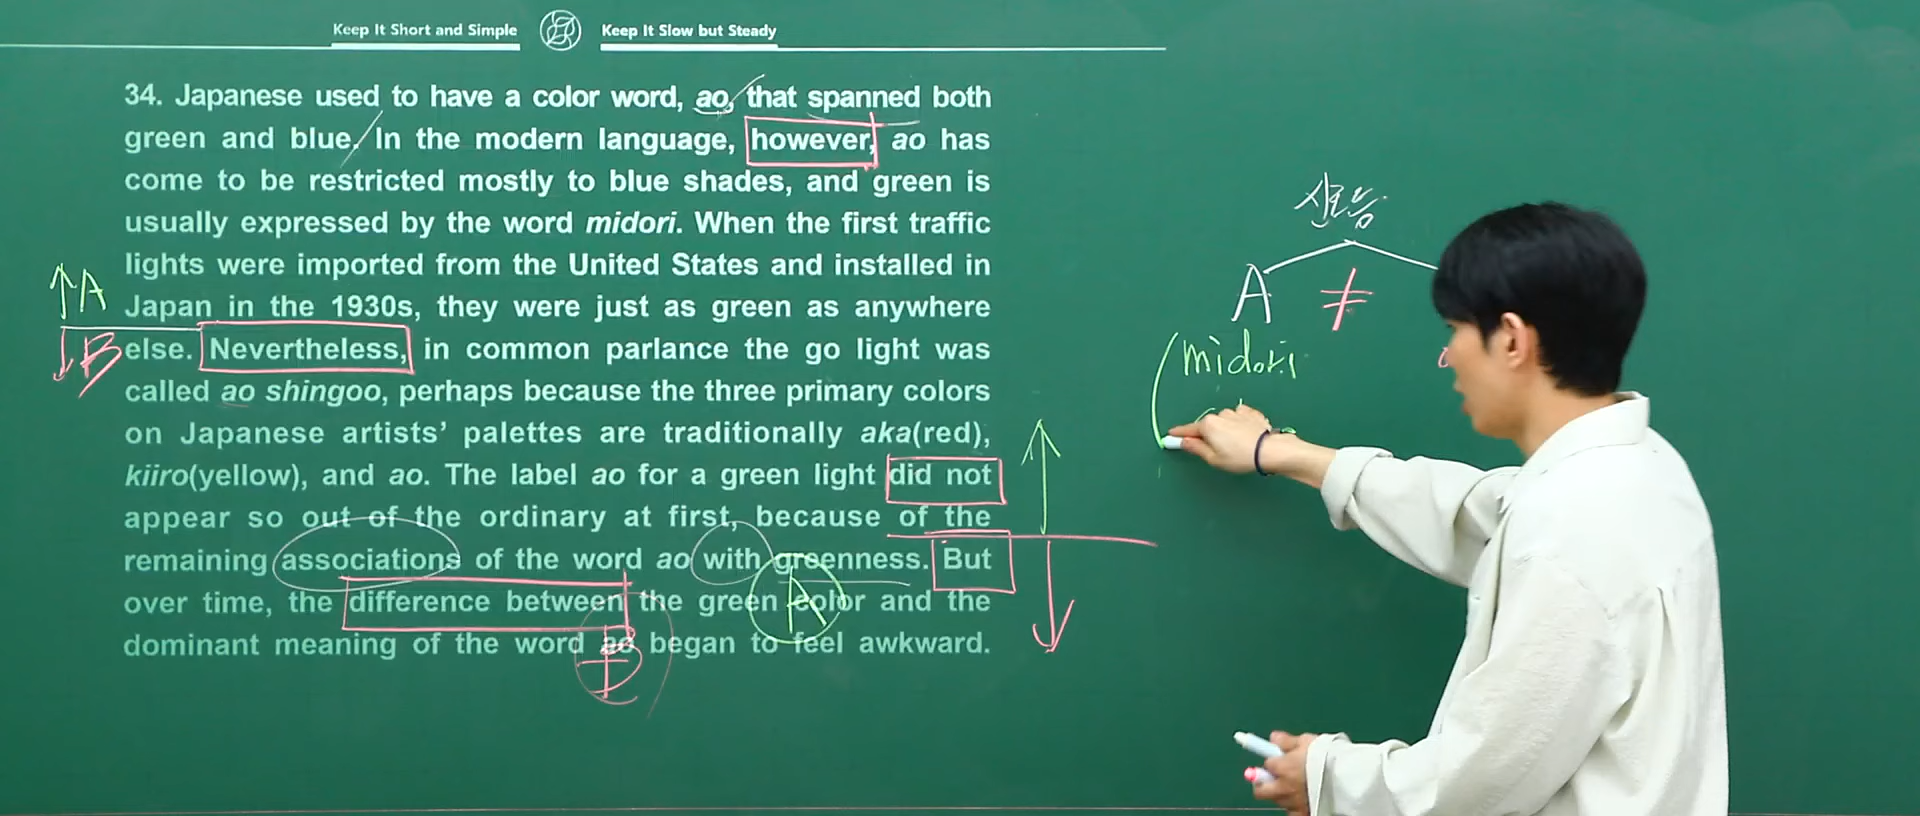 Keep It Short and Simple Keep It Slow but Steady
34. Japanese used to have a color word, ao, that spanned both
green and blue. In the modern language, however, ao has
come to be restricted mostly to blue shades, and green is
usually expressed by the word midori. When the first traffic
lights were imported from the United States and installed in
Japan in the 1930s, they were just as green as anywhere
else. Nevertheless, in common parlance the go light was
called ao shingoo, perhaps because the three primary colors
on Japanese artists’ palettes are traditionally aka(red),
kiiro(yellow), and ao. The label ao for a green light did not
appear so out of the ordinary at first, because of the
remaining associations of the word ao with greenness. But
over time, the difference between the green color and the
dominant meaning of the word ao began to feel awkward.
A
B
A
B
신호등
A ≠
midori